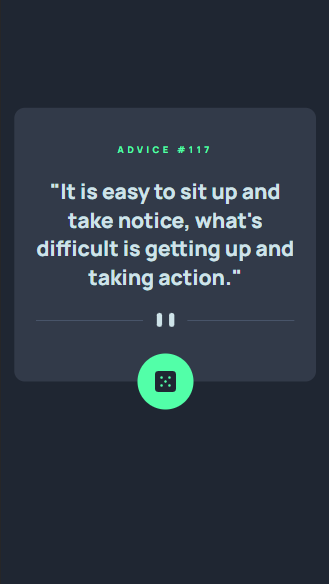 ADVICE #117
"It is easy to sit up and
take notice, what's
difficult is getting up and
taking action."